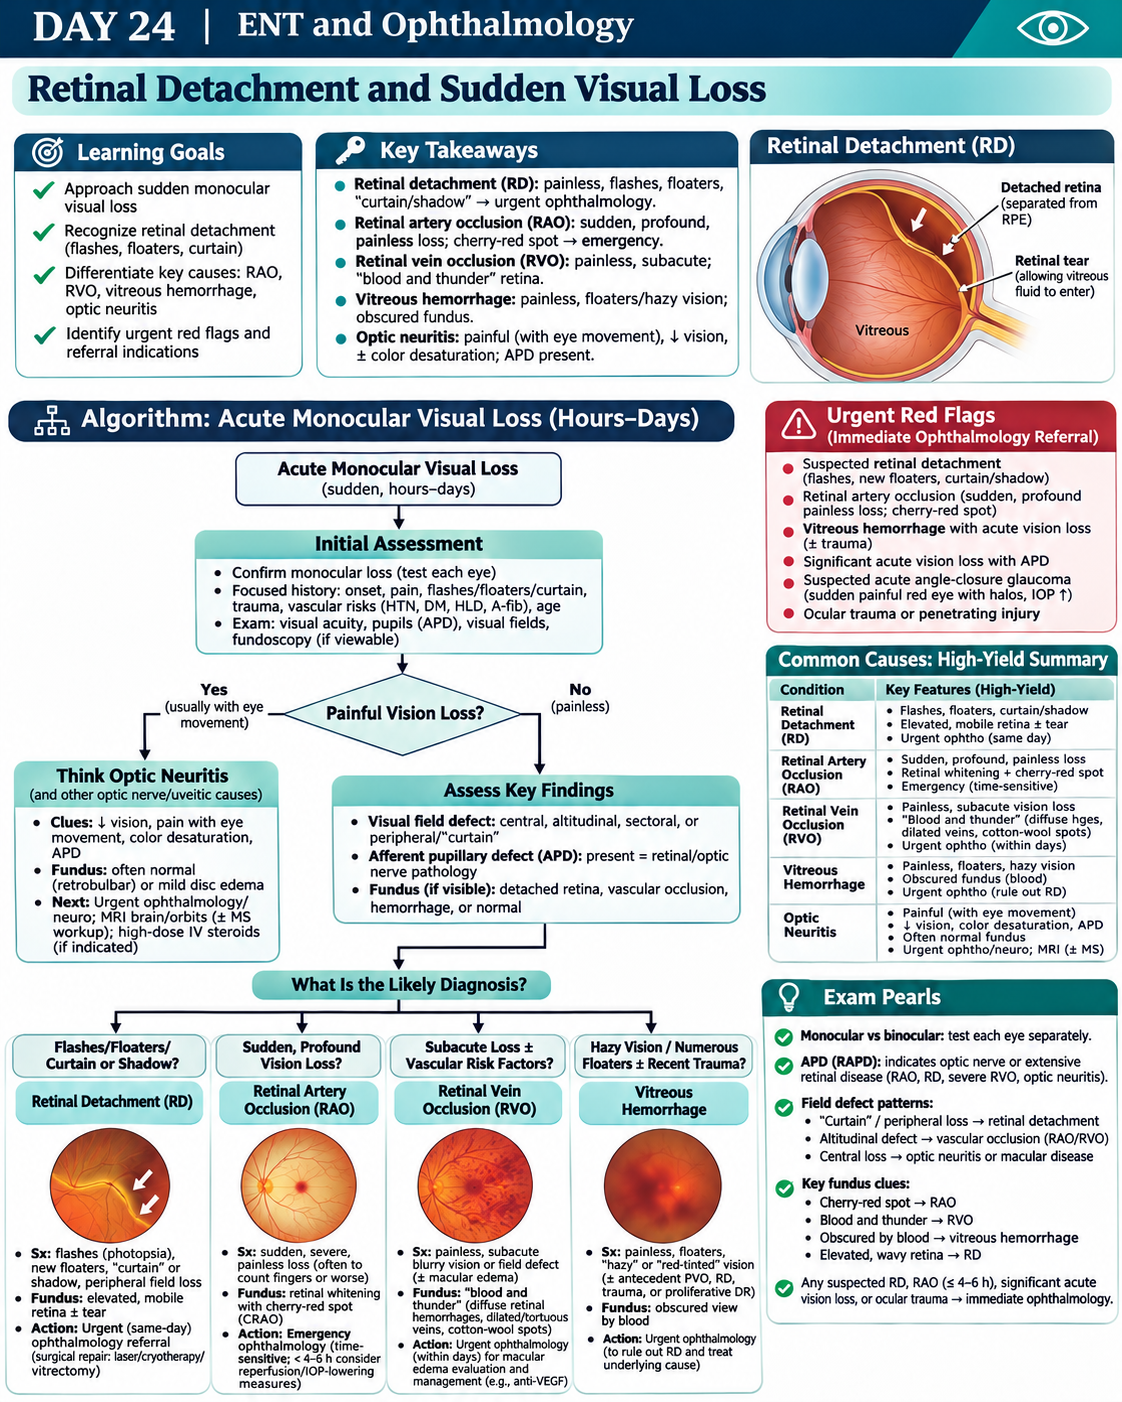 DAY 24 | ENT and Ophthalmology
Retinal Detachment and Sudden Visual Loss
Learning Goals
Approach sudden monocular
visual loss
Recognize retinal detachment
(flashes, floaters, curtain)
Differentiate key causes: RAO,
RVO, vitreous hemorrhage,
optic neuritis
Identify urgent red flags and
referral indications
Key Takeaways
• Retinal detachment (RD): painless, flashes, floaters,
"curtain/shadow" → urgent ophthalmology.
• Retinal artery occlusion (RAO): sudden, profound,
painless loss; cherry-red spot → emergency.
• Retinal vein occlusion (RVO): painless, subacute;
"blood and thunder" retina.
• Vitreous hemorrhage: painless, floaters/hazy vision;
obscured fundus.
• Optic neuritis: painful (with eye movement), ↓ vision,
± color desaturation; APD present.
Retinal Detachment (RD)
Detached retina
(separated from
RPE)
Retinal tear
(allowing vitreous
fluid to enter)
Vitreous
Algorithm: Acute Monocular Visual Loss (Hours–Days)
Acute Monocular Visual Loss
(sudden, hours–days)
Initial Assessment
• Confirm monocular loss (test each eye)
• Focused history: onset, pain, flashes/floaters/curtain,
trauma, vascular risks (HTN, DM, HLD, A-fib), age
• Exam: visual acuity, pupils (APD), visual fields,
fundoscopy (if viewable)
Painful Vision Loss?
Yes
(usually with eye
movement)
No
(painless)
Think Optic Neuritis
(and other optic nerve/uveitic causes)
• Clues: ↓ vision, pain with eye
movement, color desaturation,
APD
• Fundus: often normal
(retrobulbar) or mild disc edema
• Next: Urgent ophthalmology/
neuro; MRI brain/orbits (± MS
workup); high-dose IV steroids
(if indicated)
Assess Key Findings
• Visual field defect: central, altitudinal, sectoral, or
peripheral/"curtain"
• Afferent pupillary defect (APD): present = retinal/optic
nerve pathology
• Fundus (if visible): detached retina, vascular occlusion,
hemorrhage, or normal
What Is the Likely Diagnosis?
Flashes/Floaters/
Curtain or Shadow?
Retinal Detachment (RD)
• Sx: flashes (photopsia),
new floaters, "curtain" or
shadow, peripheral field loss
• Fundus: elevated, mobile
retina ± tear
• Action: Urgent (same-day)
ophthalmology referral
(surgical repair: laser/cryotherapy/
vitrectomy)
Sudden, Profound
Vision Loss?
Retinal Artery
Occlusion (RAO)
• Sx: sudden, severe,
painless loss (often to
count fingers or worse)
• Fundus: retinal whitening
with cherry-red spot
(CRAO)
• Action: Emergency
ophthalmology (time-
sensitive; < 4–6 h consider
reperfusion/IOP-lowering
measures)
Subacute Loss ±
Vascular Risk Factors?
Retinal Vein
Occlusion (RVO)
• Sx: painless, subacute
blurry vision or field defect
(± macular edema)
• Fundus: "blood and
thunder" (diffuse retinal
hemorrhages, dilated/tortuous
veins, cotton-wool spots)
• Action: Urgent ophthalmology
(within days) for macular
edema evaluation and
management (e.g., anti-VEGF)
Hazy Vision / Numerous
Floaters ± Recent Trauma?
Vitreous
Hemorrhage
• Sx: painless, floaters,
"hazy" or "red-tinted" vision
(± antecedent PVO, RD,
trauma, or proliferative DR)
• Fundus: obscured view
by blood
• Action: Urgent ophthalmology
(to rule out RD and treat
underlying cause)
Urgent Red Flags
(Immediate Ophthalmology Referral)
• Suspected retinal detachment
(flashes, new floaters, curtain/shadow)
• Retinal artery occlusion (sudden, profound
painless loss; cherry-red spot)
• Vitreous hemorrhage with acute vision loss
(± trauma)
• Significant acute vision loss with APD
• Suspected acute angle-closure glaucoma
(sudden painful red eye with halos, IOP ↑)
• Ocular trauma or penetrating injury
Common Causes: High-Yield Summary
Condition Key Features (High-Yield)
Retinal
Detachment
(RD)
• Flashes, floaters, curtain/shadow
• Elevated, mobile retina ± tear
• Urgent ophtho (same day)
Retinal Artery
Occlusion
(RAO)
• Sudden, profound, painless loss
• Retinal whitening + cherry-red spot
• Emergency (time-sensitive)
Retinal Vein
Occlusion
(RVO)
• Painless, subacute vision loss
• "Blood and thunder" (diffuse hges,
dilated veins, cotton-wool spots)
• Urgent ophtho (within days)
Vitreous
Hemorrhage
• Painless, floaters, hazy vision
• Obscured fundus (blood)
• Urgent ophtho (rule out RD)
Optic
Neuritis
• Painful (with eye movement)
• ↓ vision, color desaturation, APD
• Often normal fundus
• Urgent ophtho/neuro; MRI (± MS)
Exam Pearls
Monocular vs binocular: test each eye separately.
APD (RAPD): indicates optic nerve or extensive
retinal disease (RAO, RD, severe RVO, optic neuritis).
Field defect patterns:
• "Curtain" / peripheral loss → retinal detachment
• Altitudinal defect → vascular occlusion (RAO/RVO)
• Central loss → optic neuritis or macular disease
Key fundus clues:
• Cherry-red spot → RAO
• Blood and thunder → RVO
• Obscured by blood → vitreous hemorrhage
• Elevated, wavy retina → RD
Any suspected RD, RAO (≤ 4–6 h), significant acute
vision loss, or ocular trauma → immediate ophthalmology.